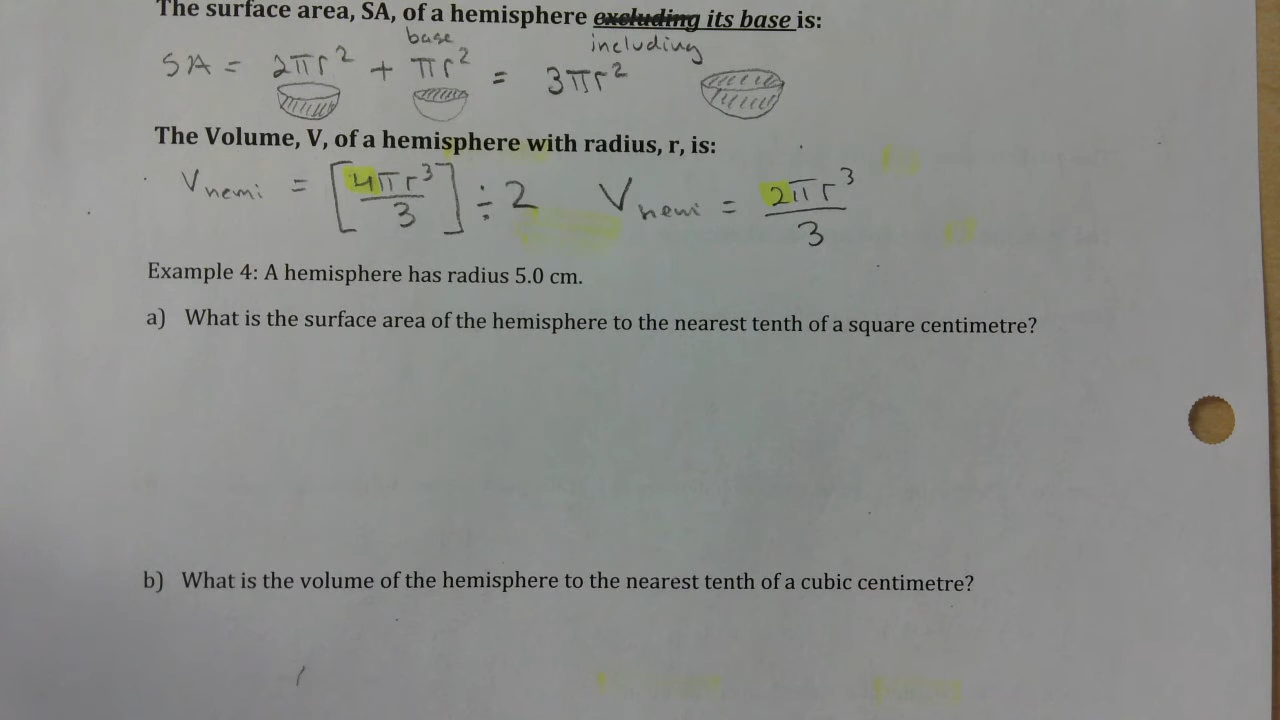 The surface area, SA, of a hemisphere excluding its base is:
base
including
SA = 2πr² + πr² = 3πr²
The Volume, V, of a hemisphere with radius, r, is:
Vhemi = [4πr³/3] ÷ 2 Vhemi = 2πr³/3
Example 4: A hemisphere has radius 5.0 cm.
a) What is the surface area of the hemisphere to the nearest tenth of a square centimetre?
b) What is the volume of the hemisphere to the nearest tenth of a cubic centimetre?